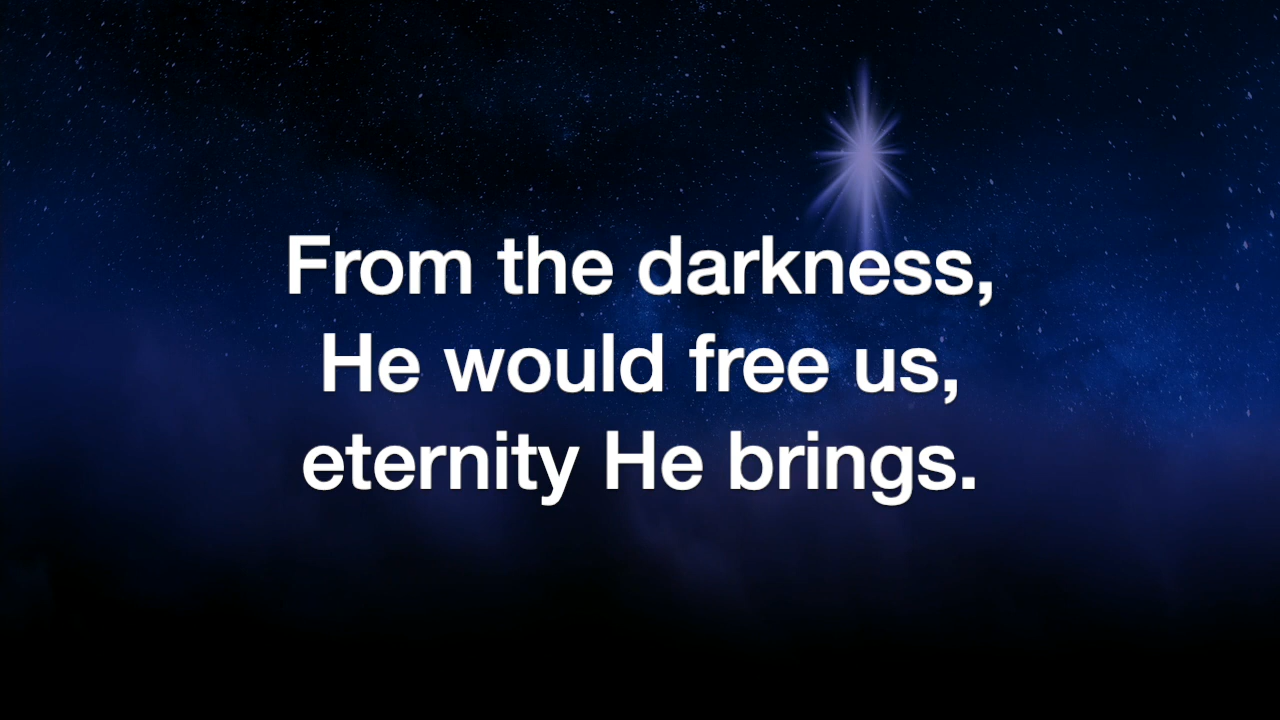 From the darkness,
He would free us,
eternity He brings.